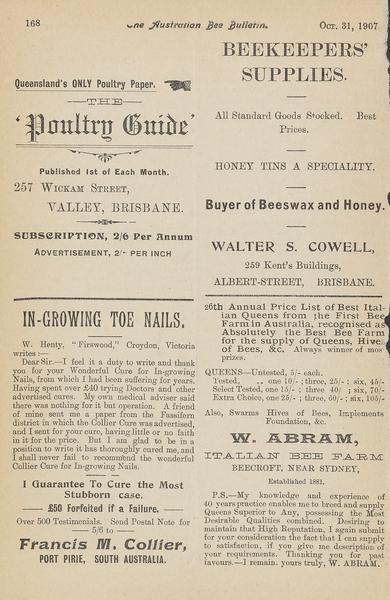 168
The Australian Bee Bulletin.
Oct. 31, 1907
Queensland's ONLY Poultry Paper.
THE
'Poultry Guide'
Published 1st of Each Month.
257 Wickam Street,
VALLEY, BRISBANE.
SUBSCRIPTION, 2/6 Per Annum
Advertisement, 2/- per inch
IN-GROWING TOE NAILS.
W. Henty, "Firswood," Croydon, Victoria
writes:—
Dear Sir.—I feel it a duty to write and thank
you for your Wonderful Cure for In-growing
Nails, from which I had been suffering for years.
Having spent over £40 trying Doctors and other
advertised cures. My own medical adviser said
there was nothing for it but operation. A friend
of mine sent me a paper from the Passifern
district in which the Collier Cure was advertised,
and I sent for your cure, having little or no faith
in it for the price. But I am glad to be in a
position to write it has thoroughly cured me, and
I shall never fail to recommend the wonderful
Collier Cure for In-growing Nails.
I Guarantee To Cure the Most
Stubborn case.
£50 Forfeited if a Failure.
Over 500 Testimonials. Send Postal Note for
5/6 to
Francis M. Collier,
PORT PIRIE, SOUTH AUSTRALIA.
BEEKEEPERS'
SUPPLIES.
All Standard Goods Stocked. Best
Prices.
HONEY TINS A SPECIALITY.
Buyer of Beeswax and Honey.
WALTER S. COWELL,
259 Kent's Buildings,
ALBERT-STREET, BRISBANE.
26th Annual Price List of Best Ital-
ian Queens from the First Bee
Farm in Australia, recognised as
Absolutely the Best Bee Farm
for the supply of Queens, Hives
of Bees, &c. Always winner of mos
prizes.
QUEENS—Untested, 5/- each.
Tested, .. one 10/-; three, 25/-; six, 45/-
Select Tested, one 15/-; three 40/-; six, 70/-
Extra Choice, one 25/-; three, 60/-; six, 105/-
Also, Swarms Hives of Bees, Implements
Foundation, &c.
W. ABRAM,
ITALIAN BEE FARM
BEECROFT, NEAR SYDNEY,
Established 1881.
P.S.—My knowledge and experience of
40 years practice enables me to breed and supply
Queens Superior to Any, possessing the Most
Desirable Qualities combined. Desiring to
maintain that High Reputation, I again submit
for your consideration the fact that I can supply
to satisfaction, if you give me description of
your requirements. Thanking you for past
favours.—I remain, yours truly, W. ABRAM.